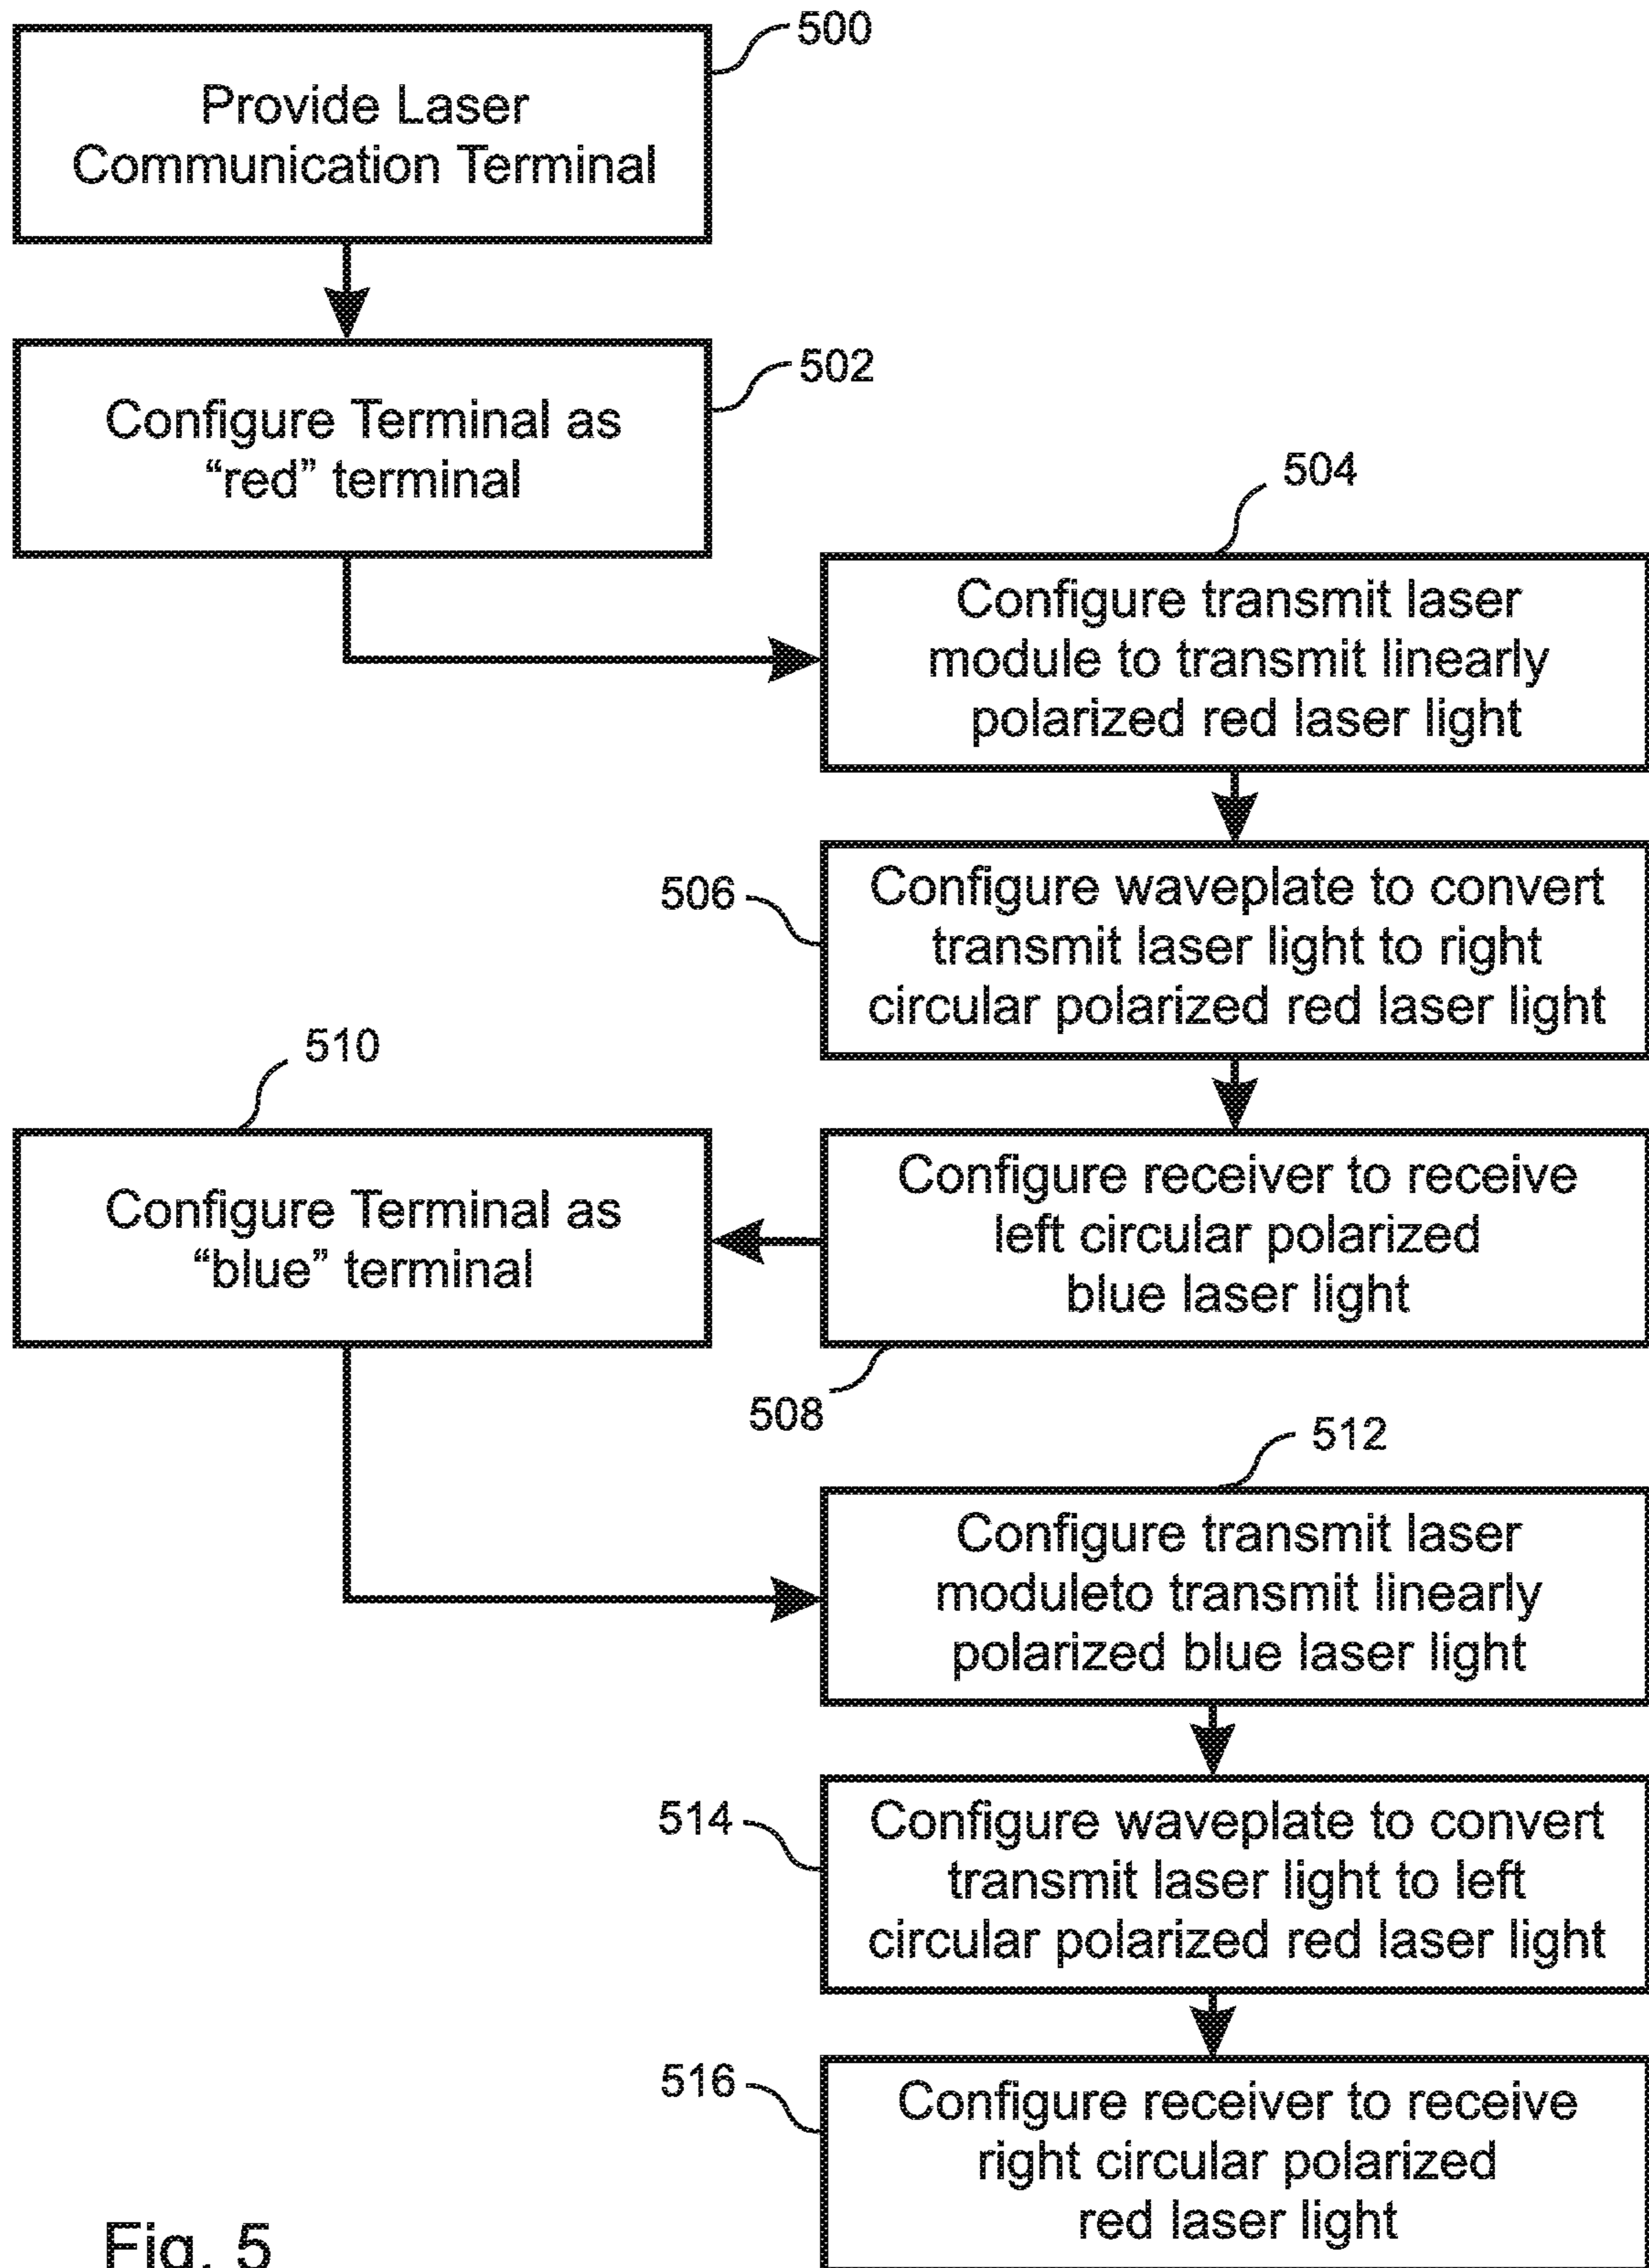 500
Provide Laser
Communication Terminal
502
Configure Terminal as
“red” terminal
504
Configure transmit laser
module to transmit linearly
polarized red laser light
506
Configure waveplate to convert
transmit laser light to right
circular polarized red laser light
510
Configure Terminal as
“blue” terminal
Configure receiver to receive
left circular polarized
blue laser light
508
512
Configure transmit laser
moduleto transmit linearly
polarized blue laser light
514
Configure waveplate to convert
transmit laser light to left
circular polarized red laser light
516
Configure receiver to receive
right circular polarized
red laser light
Fig. 5